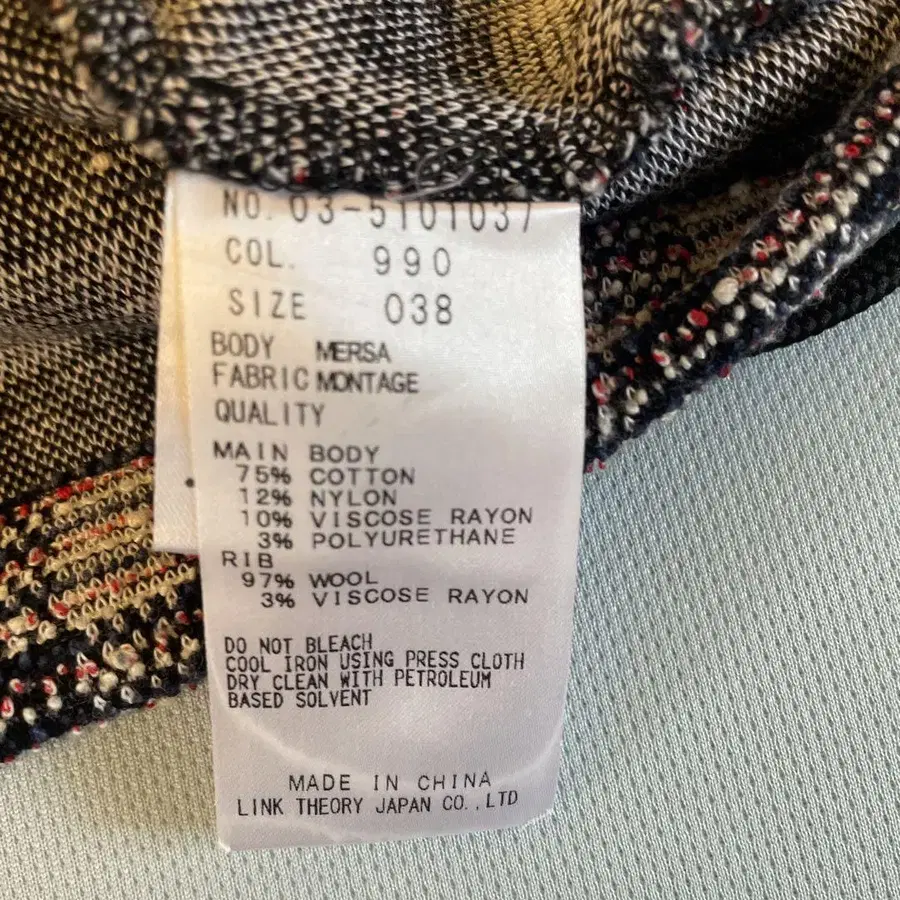 NO. 03-5101037
COL. 990
SIZE 038
BODY MERSA
FABRIC MONTAGE
QUALITY
MAIN BODY
75% COTTON
12% NYLON
10% VISCOSE RAYON
3% POLYURETHANE
RIB
97% WOOL
3% VISCOSE RAYON
DO NOT BLEACH
COOL IRON USING PRESS CLOTH
DRY CLEAN WITH PETROLEUM
BASED SOLVENT
MADE IN CHINA
LINK THEORY JAPAN CO.,LTD